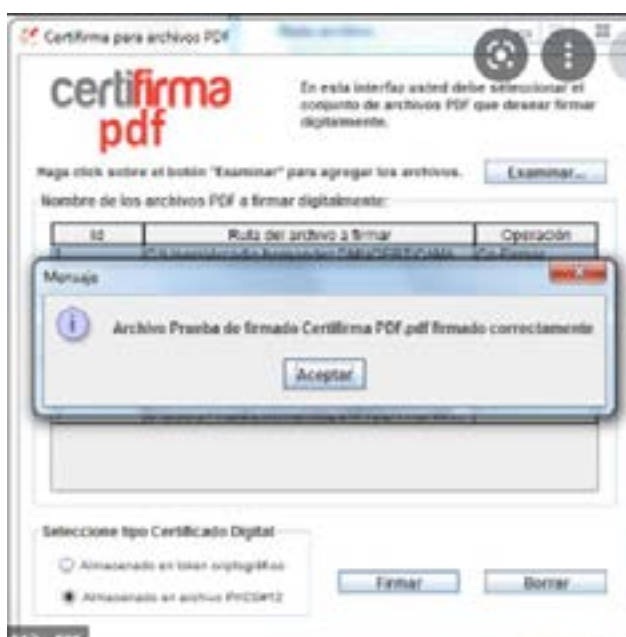 Certifirma para archivos PDF
certifirma
pdf
En esta interfaz usted debe seleccionar el
conjunto de archivos PDF que desear firmar
digitalmente.
Haga click sobre el botón "Examinar" para agregar los archivos.
Examinar...
Nombre de los archivos PDF a firmar digitalmente:
Id Ruta del archivo a firmar Operación
Mensaje
Archivo Prueba de firmado Certifirma PDF.pdf firmado correctamente
Aceptar
Seleccione tipo Certificado Digital
Almacenado en token criptográfico
Almacenado en archivo PKCS#12
Firmar
Borrar